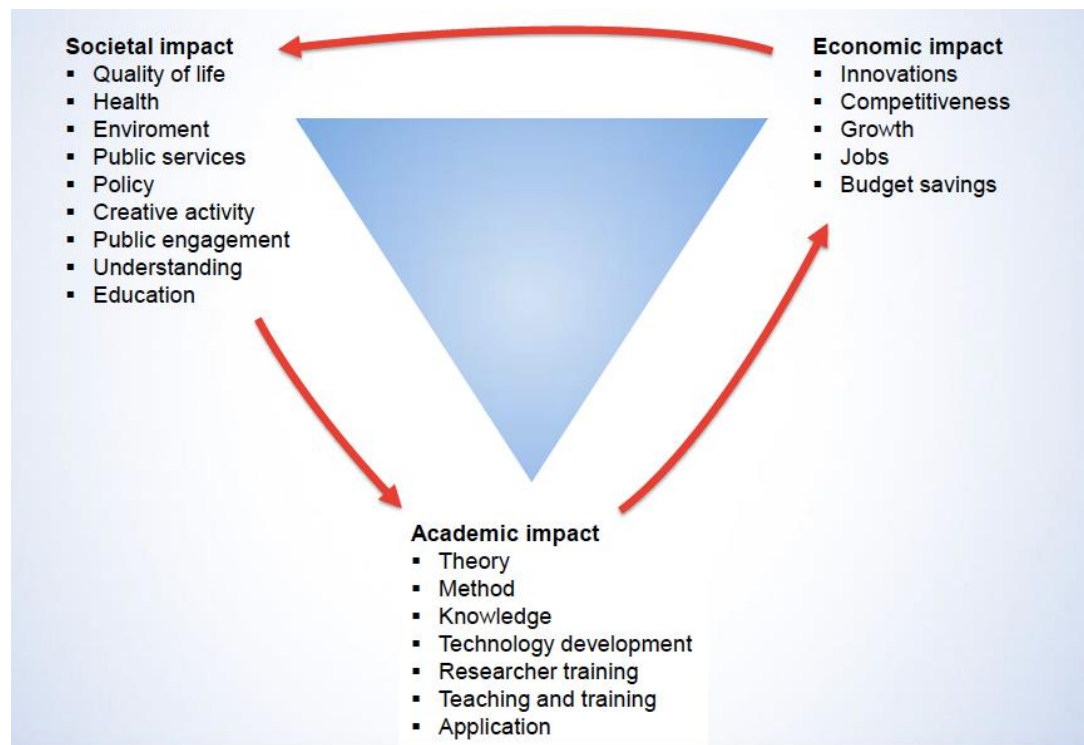 Societal impact
▪ Quality of life
▪ Health
▪ Enviroment
▪ Public services
▪ Policy
▪ Creative activity
▪ Public engagement
▪ Understanding
▪ Education
Economic impact
▪ Innovations
▪ Competitiveness
▪ Growth
▪ Jobs
▪ Budget savings
Academic impact
▪ Theory
▪ Method
▪ Knowledge
▪ Technology development
▪ Researcher training
▪ Teaching and training
▪ Application